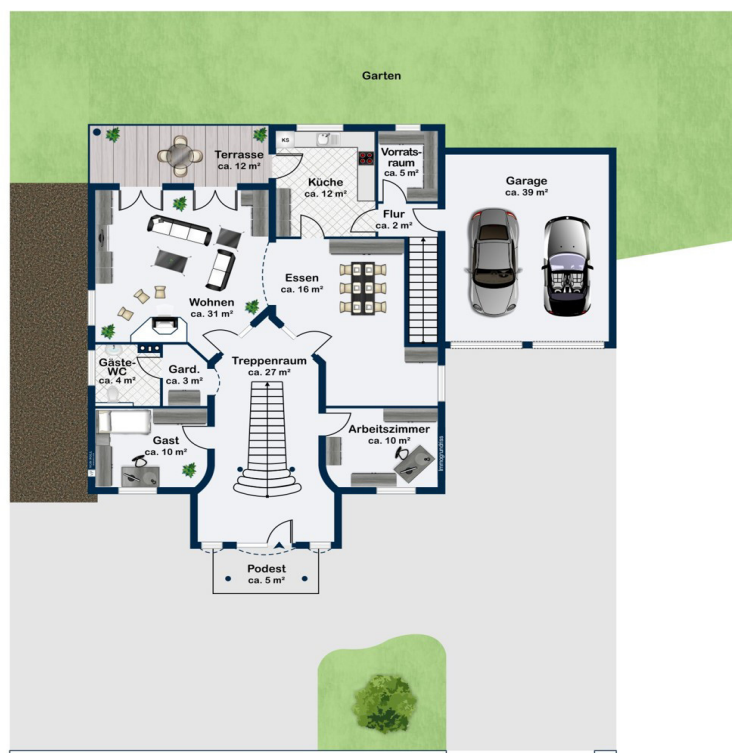 Garten
KS
Terrasse
ca. 12 m²
Küche
ca. 12 m²
Vorrats-
raum
ca. 5 m²
Garage
ca. 39 m²
Flur
ca. 2 m²
Essen
ca. 16 m²
Wohnen
ca. 31 m²
Gäste-
WC
ca. 4 m²
Gard.
ca. 3 m²
Treppenraum
ca. 27 m²
Gast
ca. 10 m²
Arbeitszimmer
ca. 10 m²
Immogrundriss
Podest
ca. 5 m²